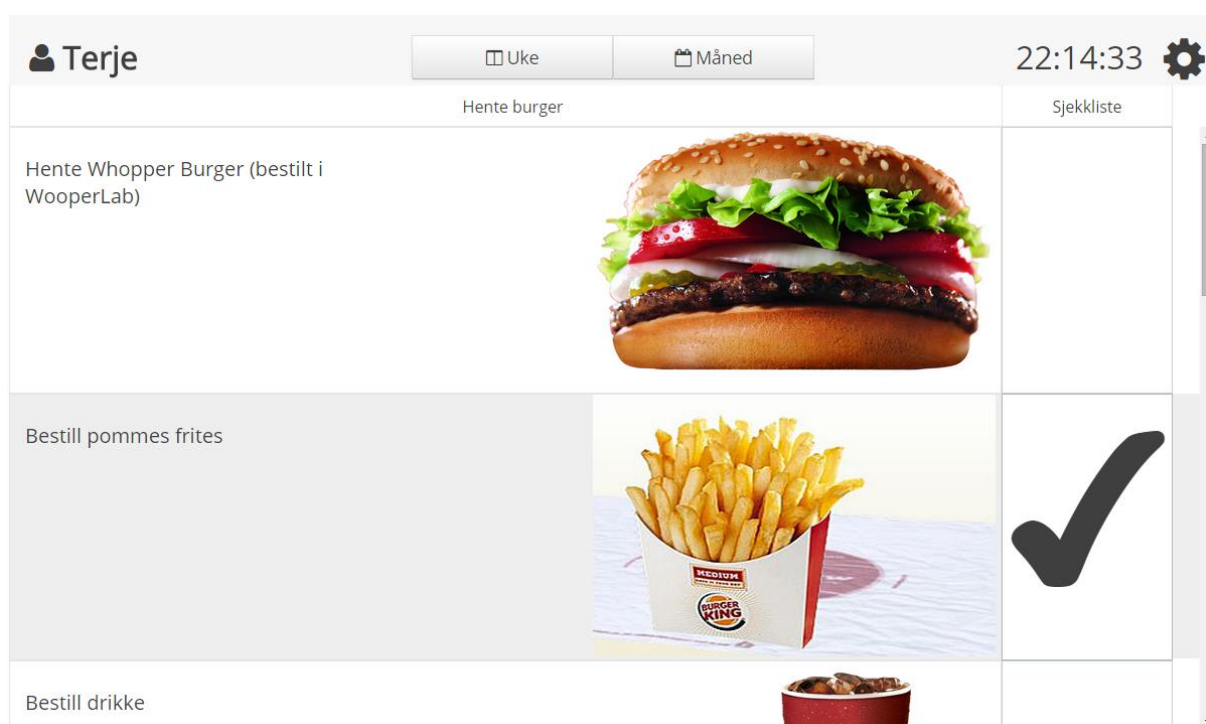 Terje
Uke
Måned
22:14:33
Hente burger
Sjekkliste
Hente Whopper Burger (bestilt i
WooperLab)
Bestill pommes frites
MEDIUM
BURGER
KING
Bestill drikke